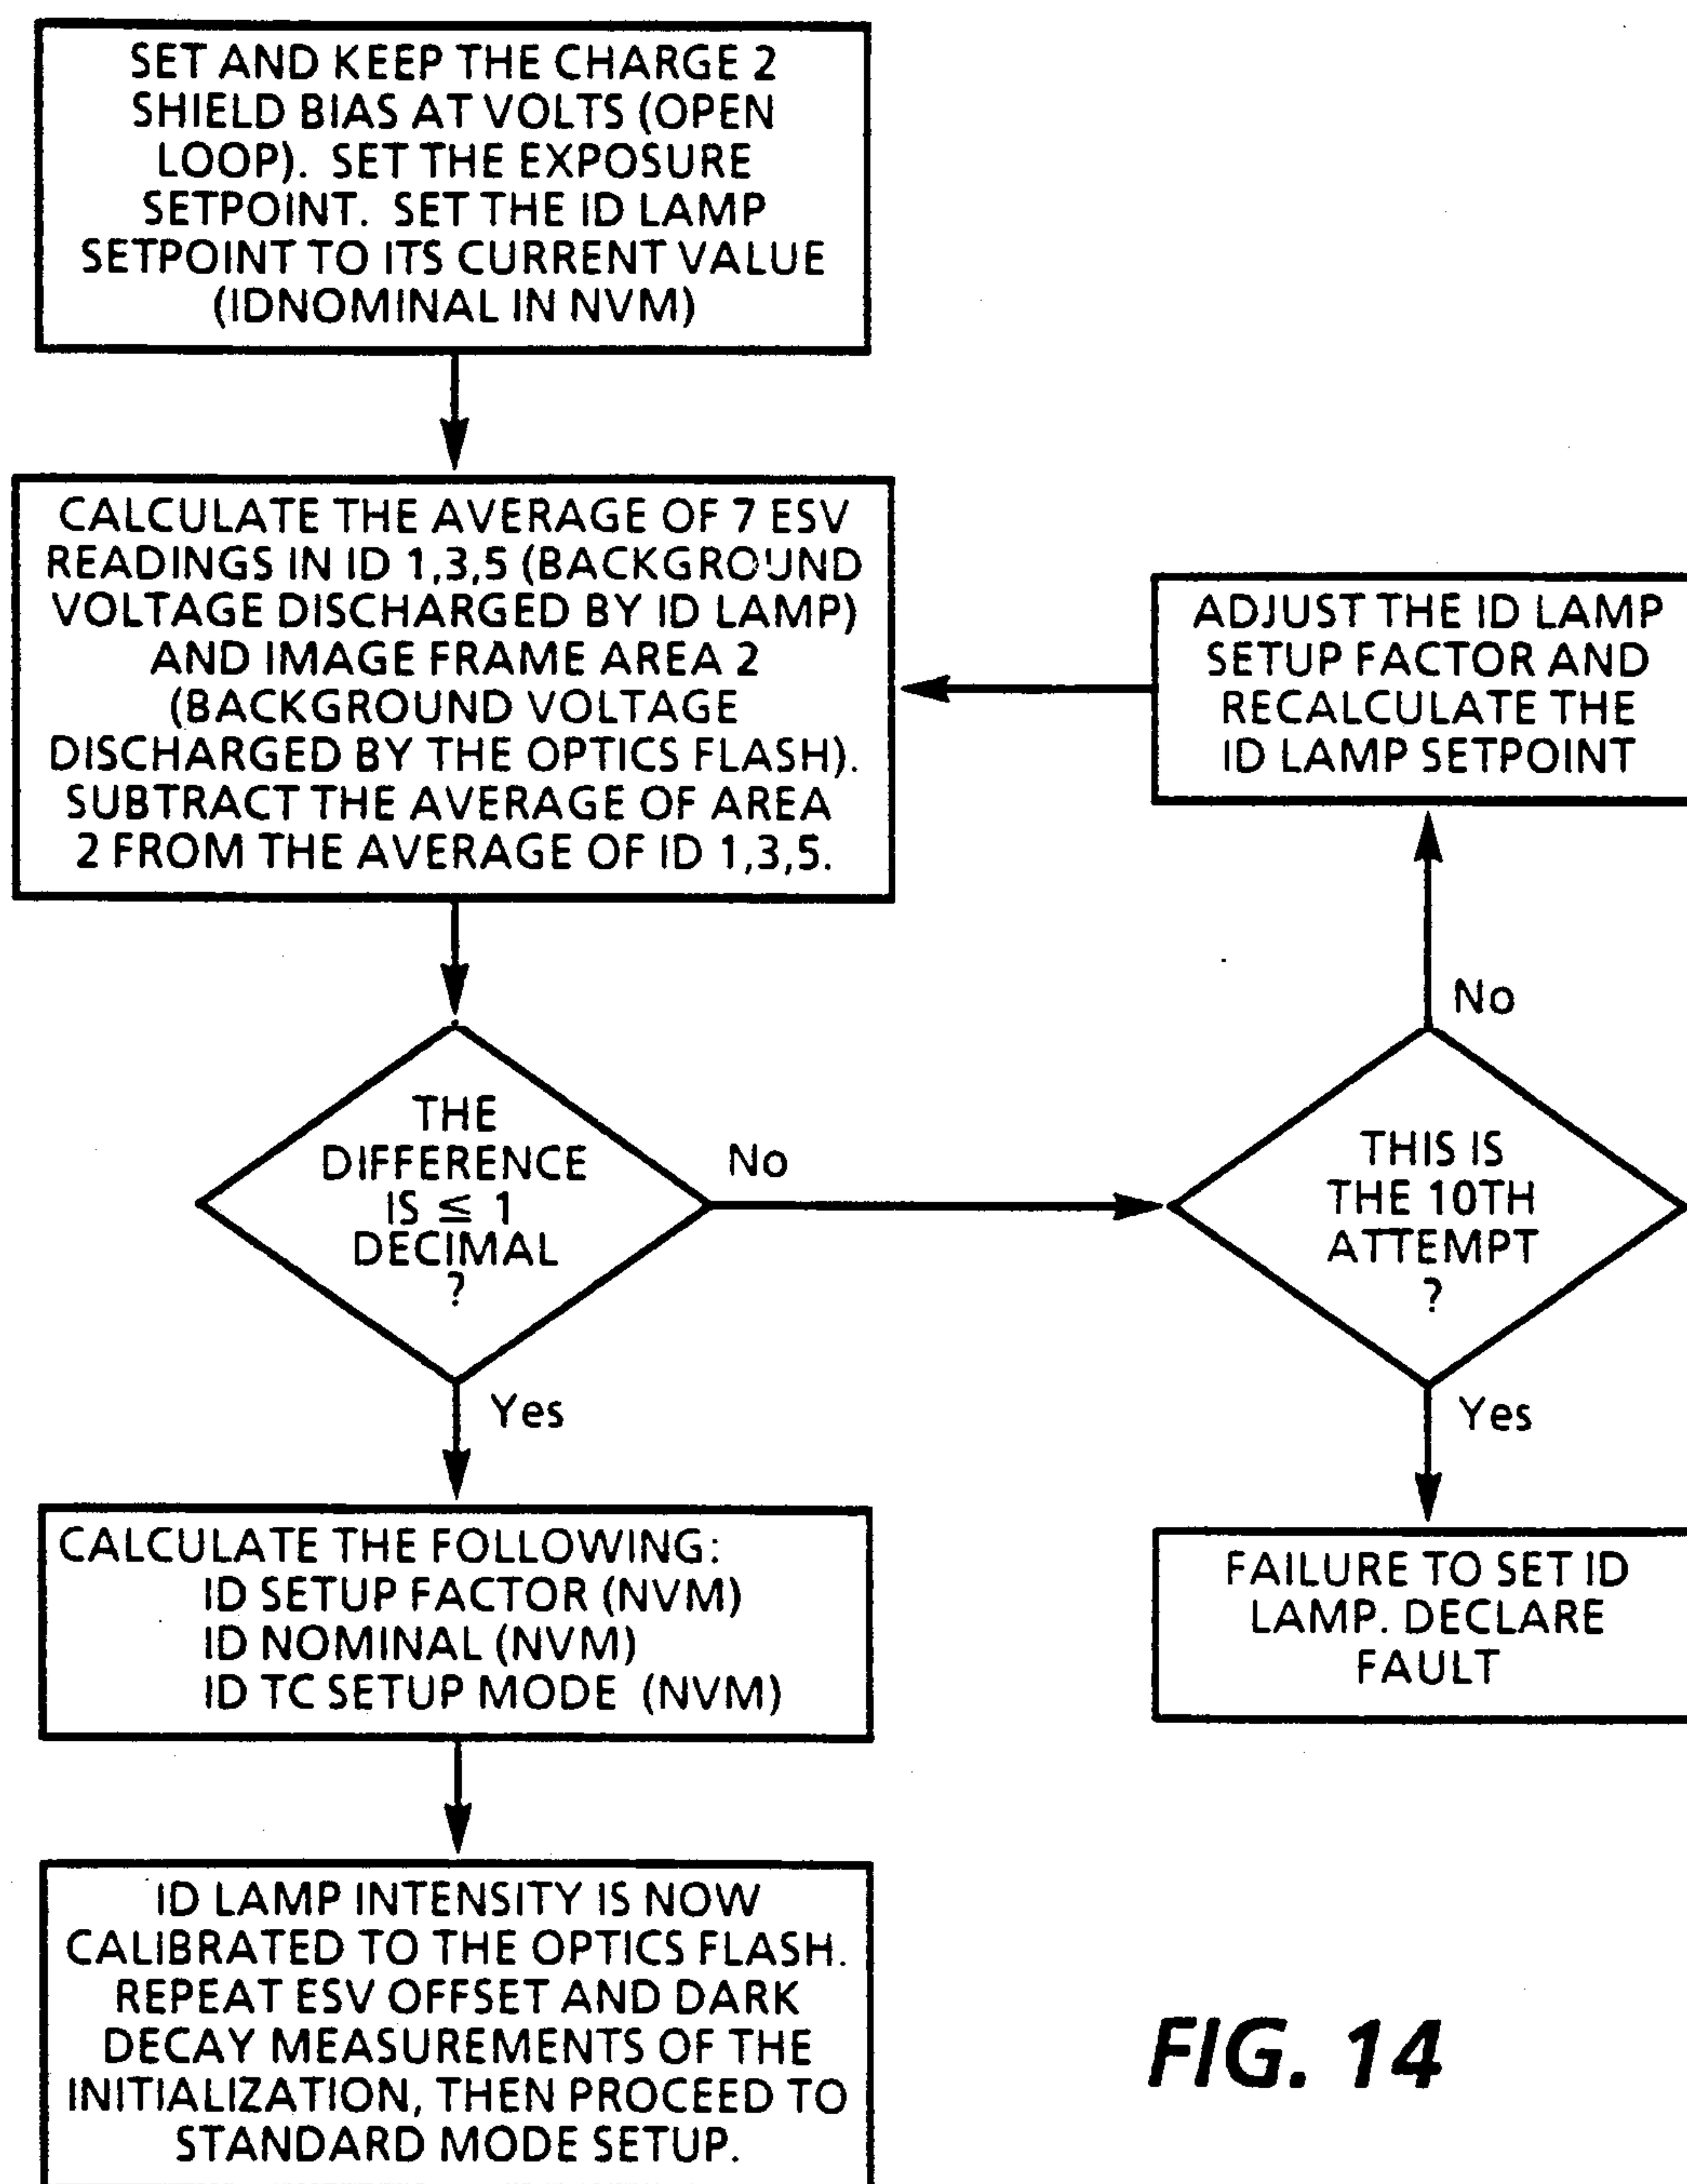 SET AND KEEP THE CHARGE 2
SHIELD BIAS AT VOLTS (OPEN
LOOP). SET THE EXPOSURE
SETPOINT. SET THE ID LAMP
SETPOINT TO ITS CURRENT VALUE
(IDNOMINAL IN NVM)
CALCULATE THE AVERAGE OF 7 ESV
READINGS IN ID 1,3,5 (BACKGROUND
VOLTAGE DISCHARGED BY ID LAMP)
AND IMAGE FRAME AREA 2
(BACKGROUND VOLTAGE
DISCHARGED BY THE OPTICS FLASH).
SUBTRACT THE AVERAGE OF AREA
2 FROM THE AVERAGE OF ID 1,3,5.
ADJUST THE ID LAMP
SETUP FACTOR AND
RECALCULATE THE
ID LAMP SETPOINT
No
THE
DIFFERENCE
IS ≤ 1
DECIMAL
?
No
THIS IS
THE 10TH
ATTEMPT
?
Yes
Yes
CALCULATE THE FOLLOWING:
ID SETUP FACTOR (NVM)
ID NOMINAL (NVM)
ID TC SETUP MODE (NVM)
FAILURE TO SET ID
LAMP. DECLARE
FAULT
ID LAMP INTENSITY IS NOW
CALIBRATED TO THE OPTICS FLASH.
REPEAT ESV OFFSET AND DARK
DECAY MEASUREMENTS OF THE
INITIALIZATION, THEN PROCEED TO
STANDARD MODE SETUP.
FIG. 14